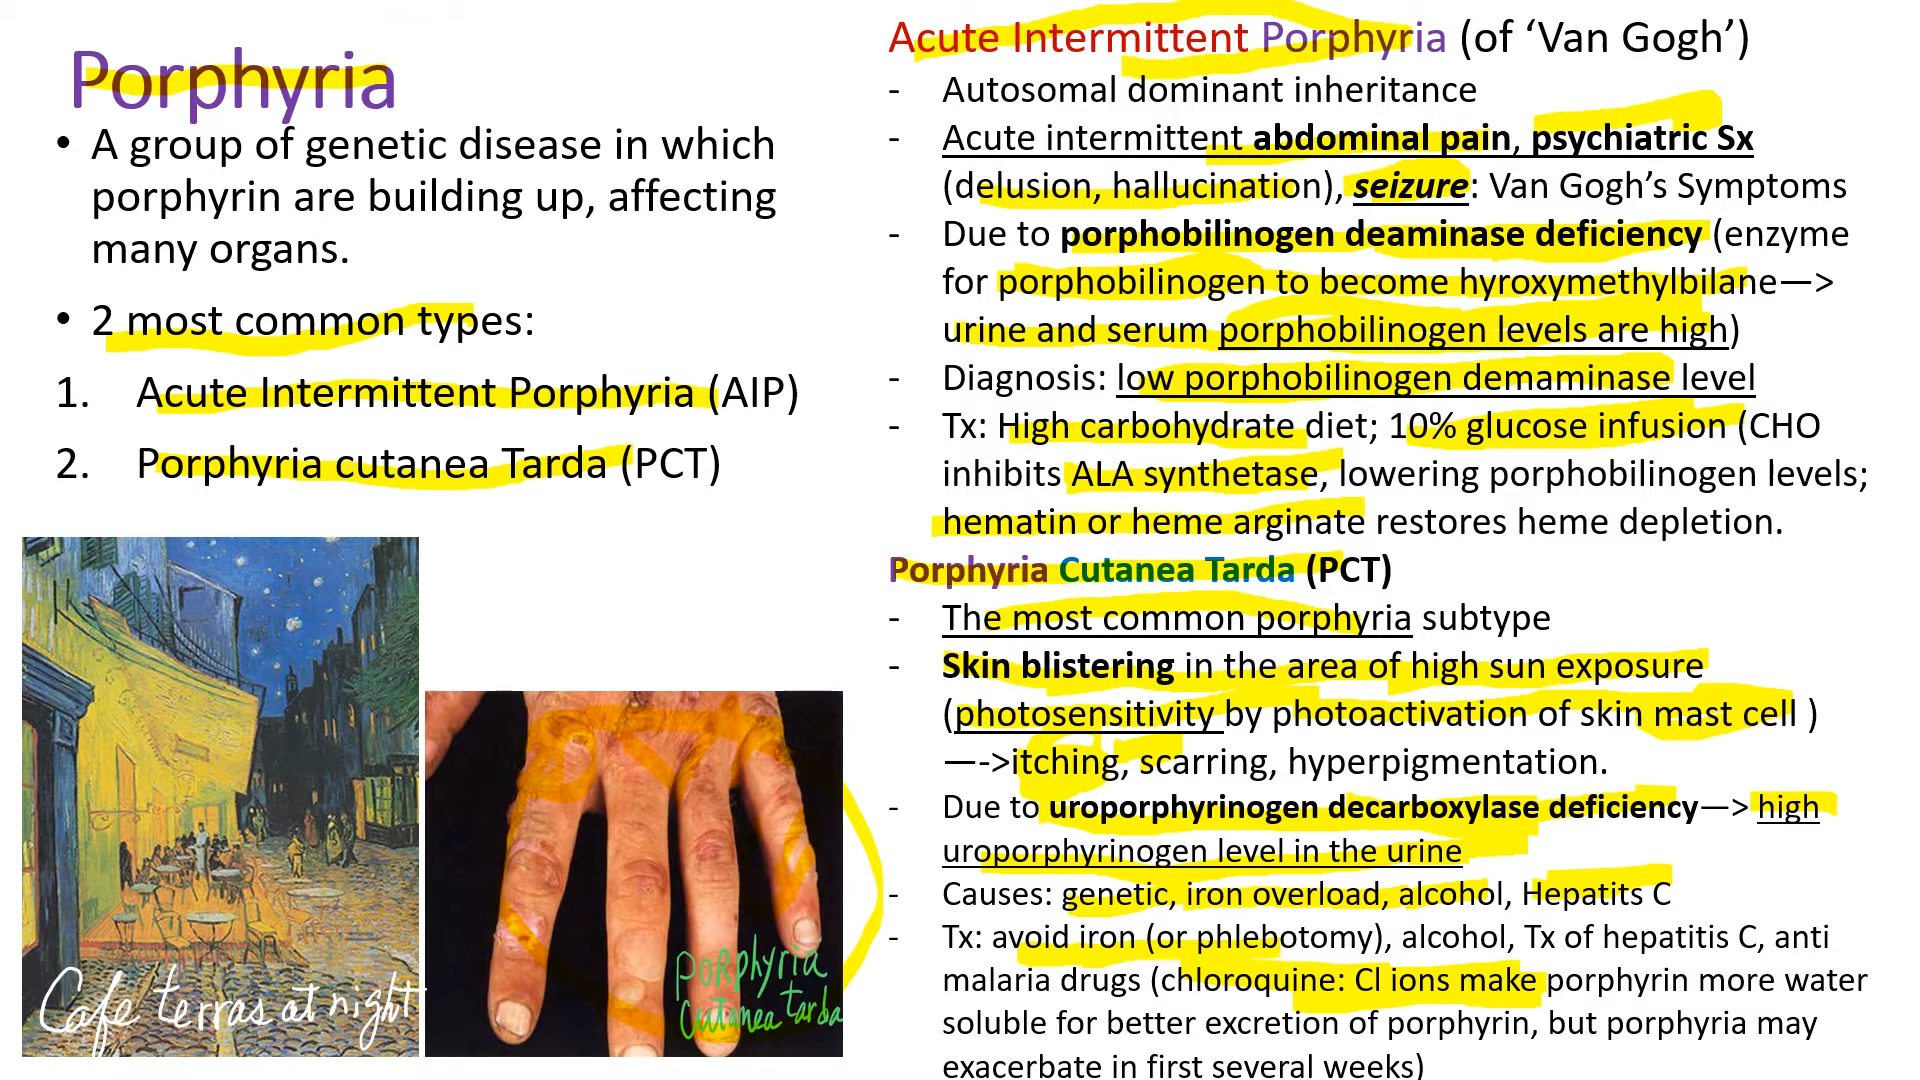 Porphyria
• A group of genetic disease in which
porphyrin are building up, affecting
many organs.
• 2 most common types:
1. Acute Intermittent Porphyria (AIP)
2. Porphyria cutanea Tarda (PCT)
Cafe terras at night
porphyria
cutanea tarda
Acute Intermittent Porphyria (of ‘Van Gogh’)
- Autosomal dominant inheritance
- Acute intermittent abdominal pain, psychiatric Sx
(delusion, hallucination), seizure: Van Gogh’s Symptoms
- Due to porphobilinogen deaminase deficiency (enzyme
for porphobilinogen to become hyroxymethylbilane—>
urine and serum porphobilinogen levels are high)
- Diagnosis: low porphobilinogen demaminase level
- Tx: High carbohydrate diet; 10% glucose infusion (CHO
inhibits ALA synthetase, lowering porphobilinogen levels;
hematin or heme arginate restores heme depletion.
Porphyria Cutanea Tarda (PCT)
- The most common porphyria subtype
- Skin blistering in the area of high sun exposure
(photosensitivity by photoactivation of skin mast cell )
—->itching, scarring, hyperpigmentation.
- Due to uroporphyrinogen decarboxylase deficiency—> high
uroporphyrinogen level in the urine
- Causes: genetic, iron overload, alcohol, Hepatits C
- Tx: avoid iron (or phlebotomy), alcohol, Tx of hepatitis C, anti
malaria drugs (chloroquine: Cl ions make porphyrin more water
soluble for better excretion of porphyrin, but porphyria may
exacerbate in first several weeks)